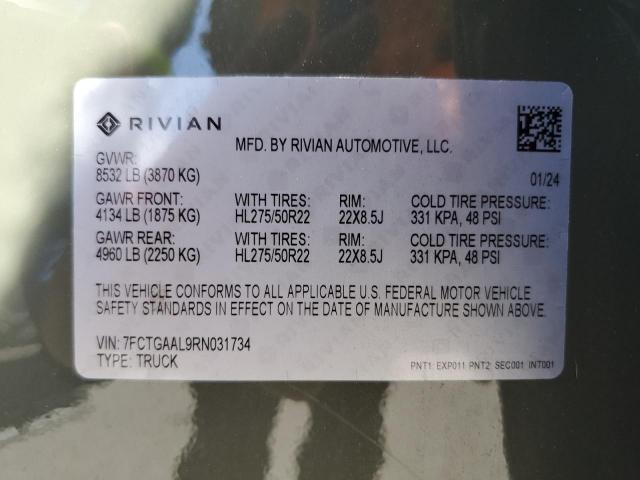 RIVIAN
MFD. BY RIVIAN AUTOMOTIVE, LLC.
GVWR:
8532 LB (3870 KG) 01/24
GAWR FRONT: WITH TIRES: RIM: COLD TIRE PRESSURE:
4134 LB (1875 KG) HL275/50R22 22X8.5J 331 KPA, 48 PSI
GAWR REAR: WITH TIRES: RIM: COLD TIRE PRESSURE:
4960 LB (2250 KG) HL275/50R22 22X8.5J 331 KPA, 48 PSI
THIS VEHICLE CONFORMS TO ALL APPLICABLE U.S. FEDERAL MOTOR VEHICLE
SAFETY STANDARDS IN EFFECT ON THE DATE OF MANUFACTURE SHOWN ABOVE.
VIN: 7FCTGAAL9RN031734
TYPE: TRUCK
PNT1: EXP011 PNT2: SEC001 INT001